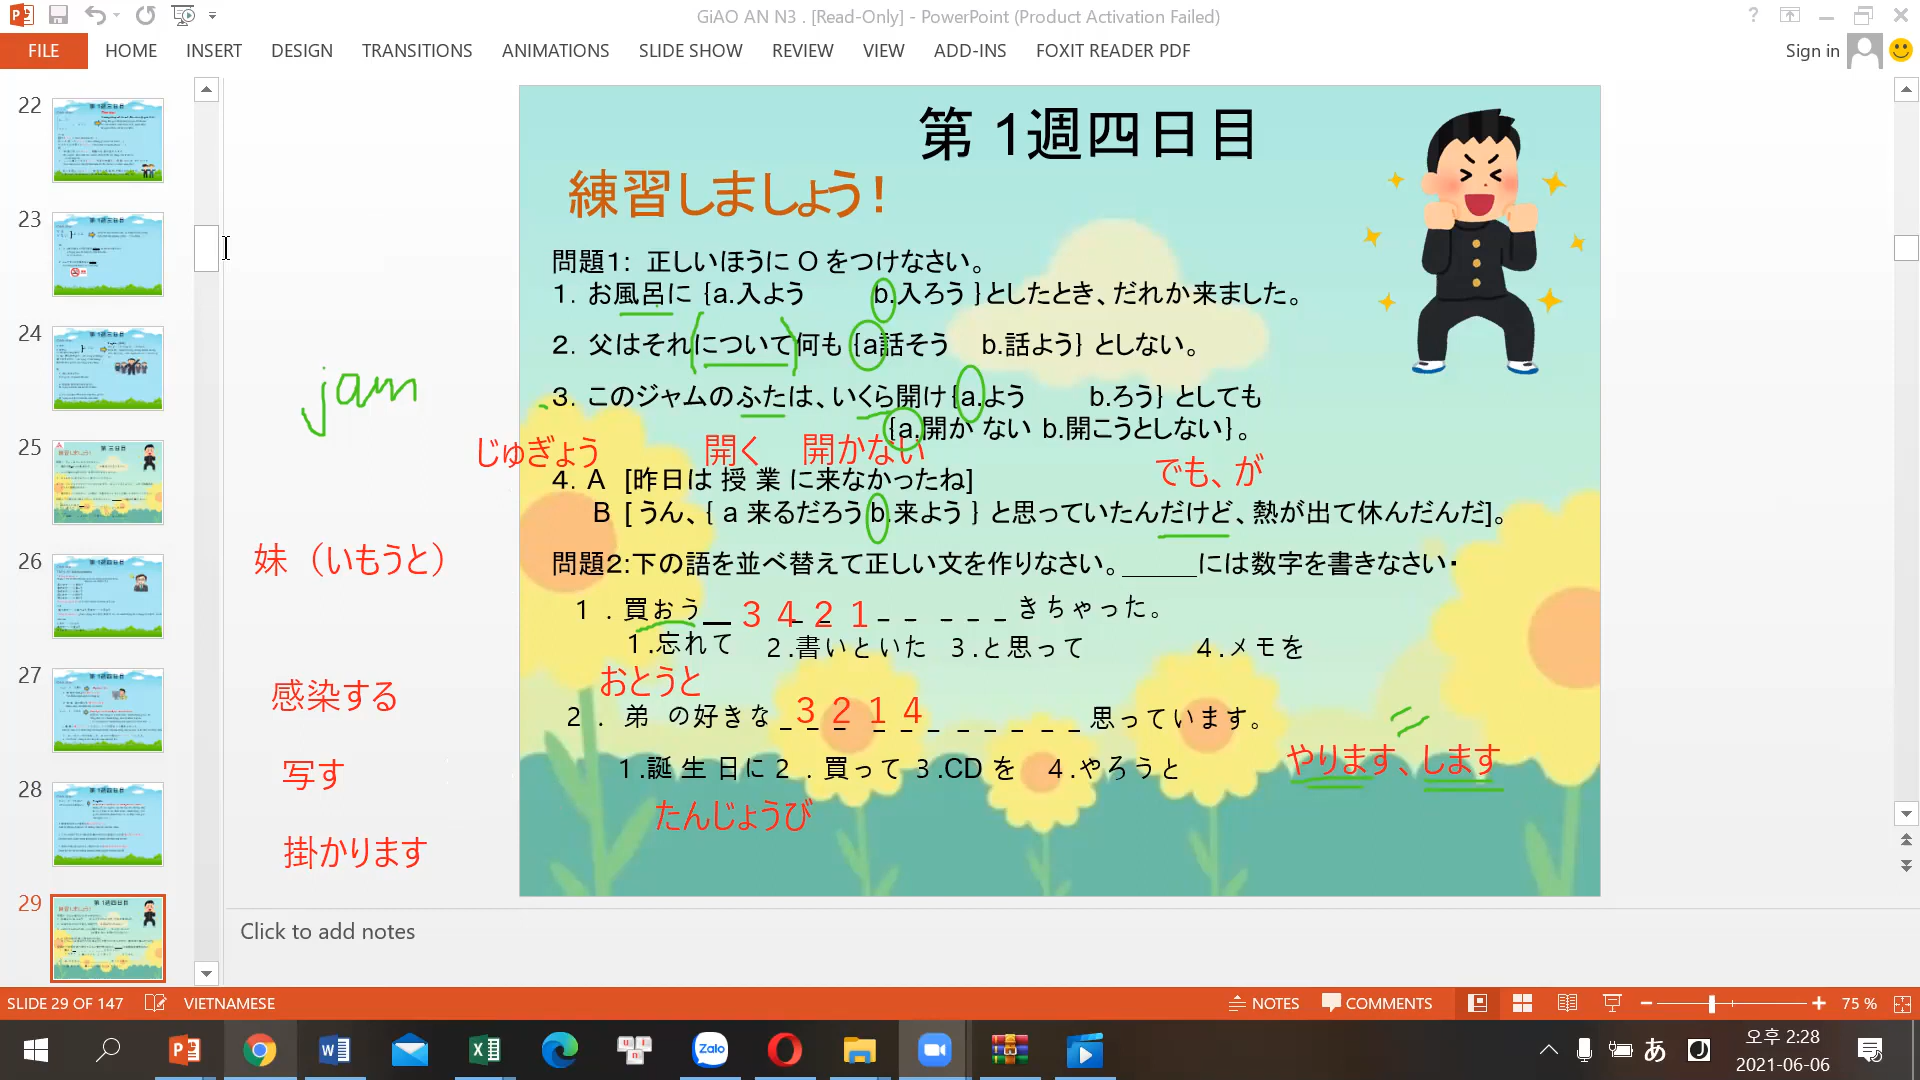 GiAO AN N3 . [Read-Only] - PowerPoint (Product Activation Failed)
FILE HOME INSERT DESIGN TRANSITIONS ANIMATIONS SLIDE SHOW REVIEW VIEW ADD-INS FOXIT READER PDF Sign in
22
23
24
25
26
27
28
29
第 1週四日目
練習しましょう!
問題1: 正しいほうに O をつけなさい。
1. お風呂に {a.入よう b.入ろう }としたとき、だれか来ました。
2. 父はそれについて何も {a話そう b.話よう} としない。
3. このジャムのふたは、いくら開け{a.よう b.ろう} としても
{a.開か ない b.開こうとしない}。
jam
じゅぎょう 開く 開かない
でも、が
4. A [昨日は 授 業 に来なかったね]
B [ うん、{ a 来るだろう b.来よう } と思っていたんだけど、熱が出て休んだんだ]。
妹（いもうと）
問題2:下の語を並べ替えて正しい文を作りなさい。_____には数字を書きなさい・
1 . 買おう_ 3 4 2 1 _ _ _ _ _ きちゃった。
1.忘れて 2.書いといた 3.と思って 4.メモを
感染する
おとうと
2 . 弟 の好きな _ 3 2 1 4 _ _ _ _ _ _ 思っています。
やります、します
写す
1.誕 生 日に 2 . 買って 3.CD を 4.やろうと
たんじょうび
掛かります
Click to add notes
SLIDE 29 OF 147 VIETNAMESE NOTES COMMENTS 75 %
Zalo
あ
오후 2:28
2021-06-06